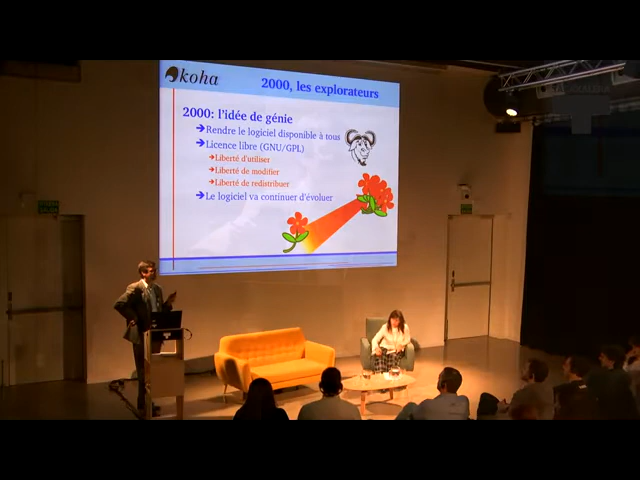 koha
2000, les explorateurs
2000: l'idée de génie
Rendre le logiciel disponible à tous
Licence libre (GNU/GPL)
Liberté d'utiliser
Liberté de modifier
Liberté de redistribuer
Le logiciel va continuer d'évoluer